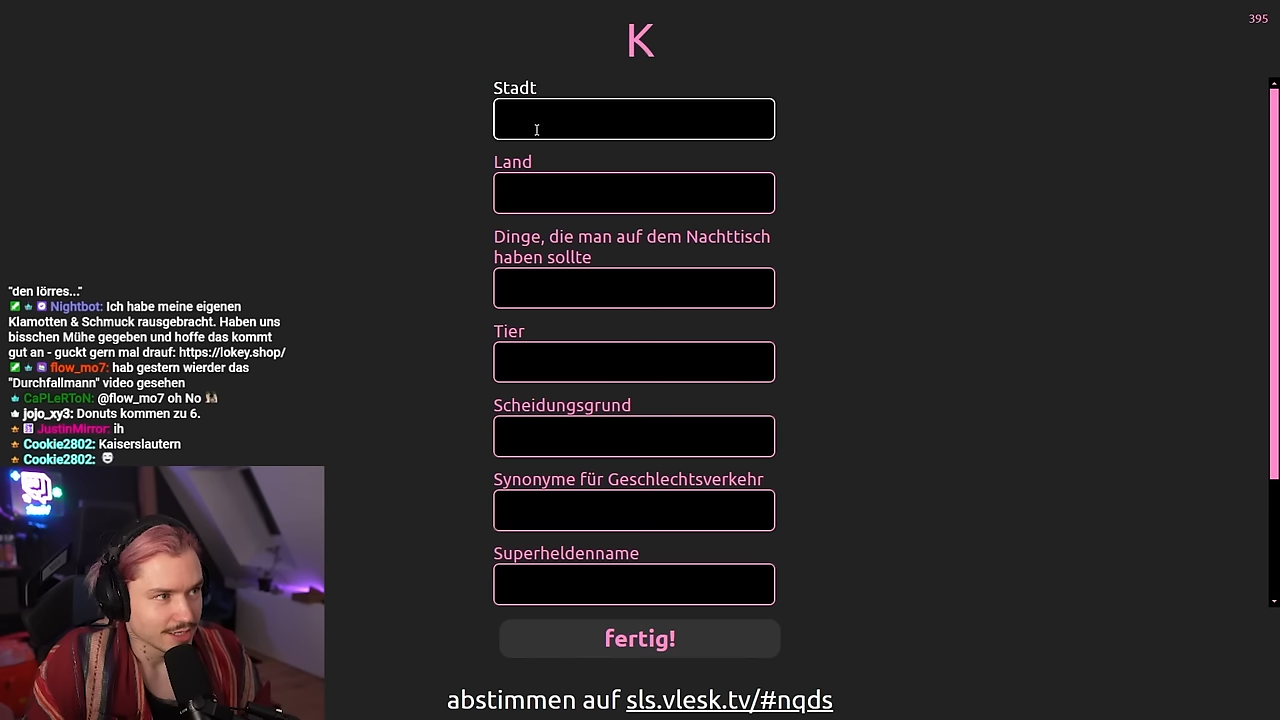 395
K
Stadt
Land
Dinge, die man auf dem Nachttisch
haben sollte
Tier
Scheidungsgrund
Synonyme für Geschlechtsverkehr
Superheldenname
fertig!
abstimmen auf sls.vlesk.tv/#nqds
"den lörres..."
Nightbot: Ich habe meine eigenen
Klamotten & Schmuck rausgebracht. Haben uns
bisschen Mühe gegeben und hoffe das kommt
gut an - guckt gern mal drauf: https://lokey.shop/
flow_mo7: hab gestern wierder das
"Durchfallmann" video gesehen
CaPLeRToN: @flow_mo7 oh No
jojo_xy3: Donuts kommen zu 6.
JustinMirror: ih
Cookie2802: Kaiserslautern
Cookie2802: